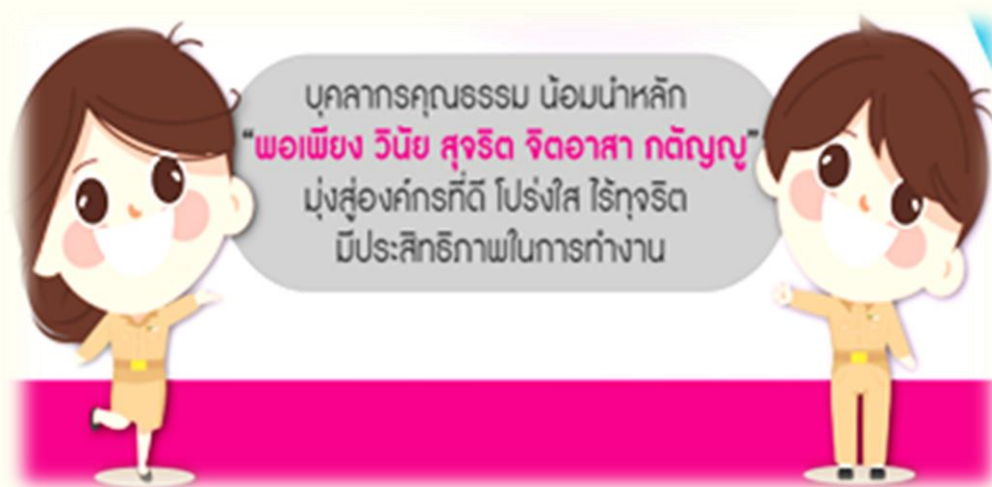 บุคลากรคุณธรรม น้อมนำหลัก
“พอเพียง วินัย สุจริต จิตอาสา กตัญญู”
มุ่งสู่องค์กรที่ดี โปร่งใส ไร้ทุจริต
มีประสิทธิภาพในการทำงาน